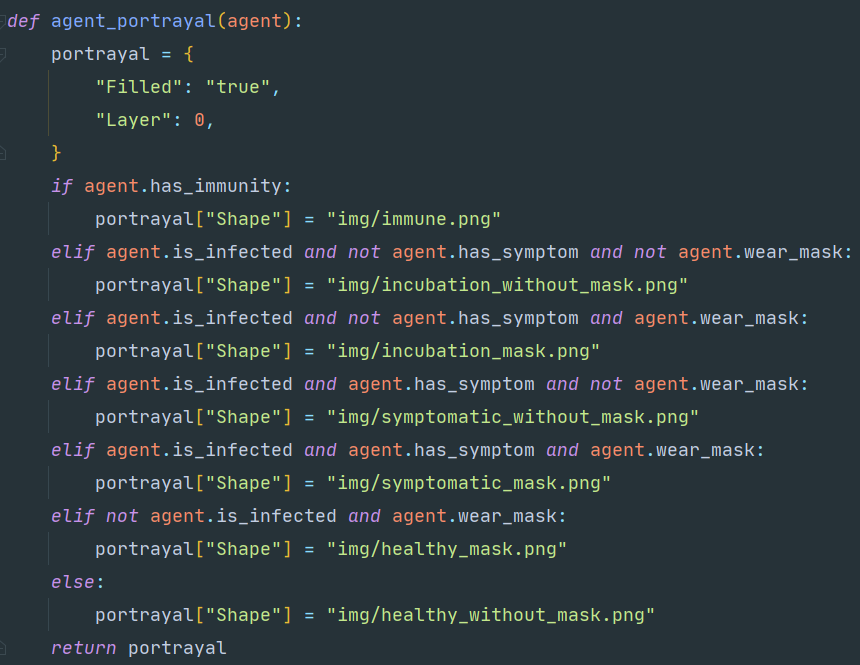 def agent_portrayal(agent):
    portrayal = {
        "Filled": "true",
        "Layer": 0,
    }
    if agent.has_immunity:
        portrayal["Shape"] = "img/immune.png"
    elif agent.is_infected and not agent.has_symptom and not agent.wear_mask:
        portrayal["Shape"] = "img/incubation_without_mask.png"
    elif agent.is_infected and not agent.has_symptom and agent.wear_mask:
        portrayal["Shape"] = "img/incubation_mask.png"
    elif agent.is_infected and agent.has_symptom and not agent.wear_mask:
        portrayal["Shape"] = "img/symptomatic_without_mask.png"
    elif agent.is_infected and agent.has_symptom and agent.wear_mask:
        portrayal["Shape"] = "img/symptomatic_mask.png"
    elif not agent.is_infected and agent.wear_mask:
        portrayal["Shape"] = "img/healthy_mask.png"
    else:
        portrayal["Shape"] = "img/healthy_without_mask.png"
    return portrayal